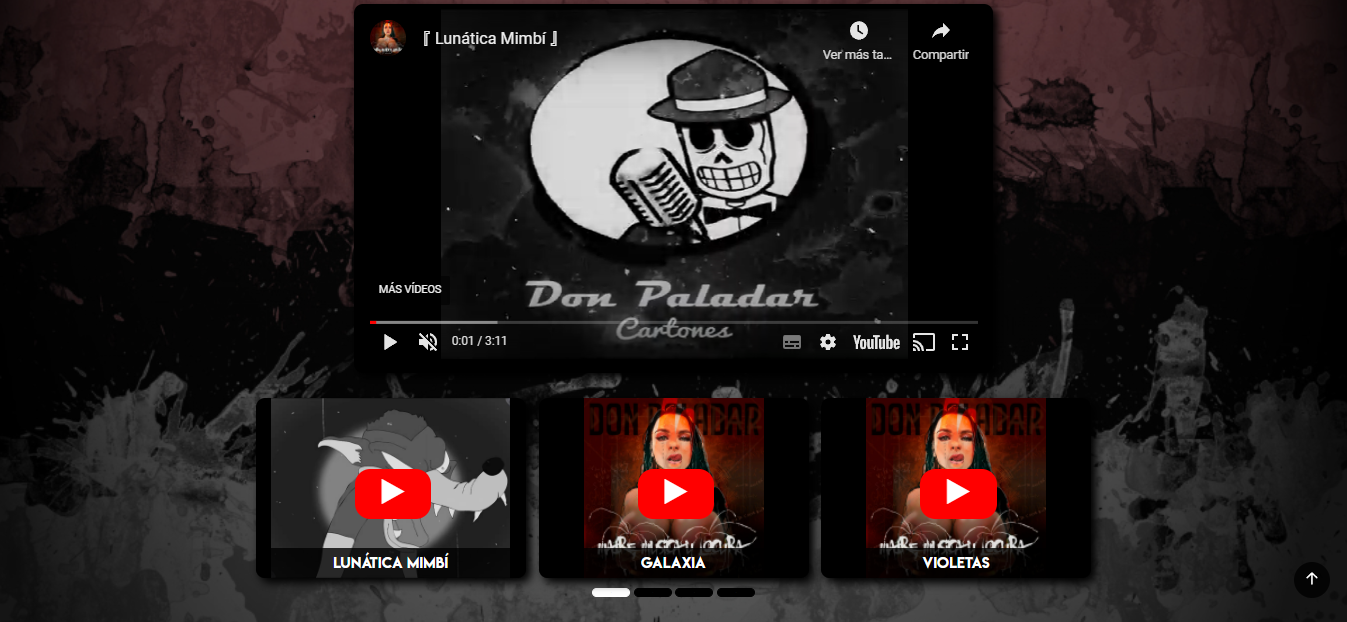 『 Lunática Mimbí 』
Ver más ta...
Compartir
Don Paladar
Cartones
MÁS VÍDEOS
0:01 / 3:11
YouTube
DON PALADAR
DON PALADAR
LUNÁTICA MIMBÍ
GALAXIA
VIOLETAS